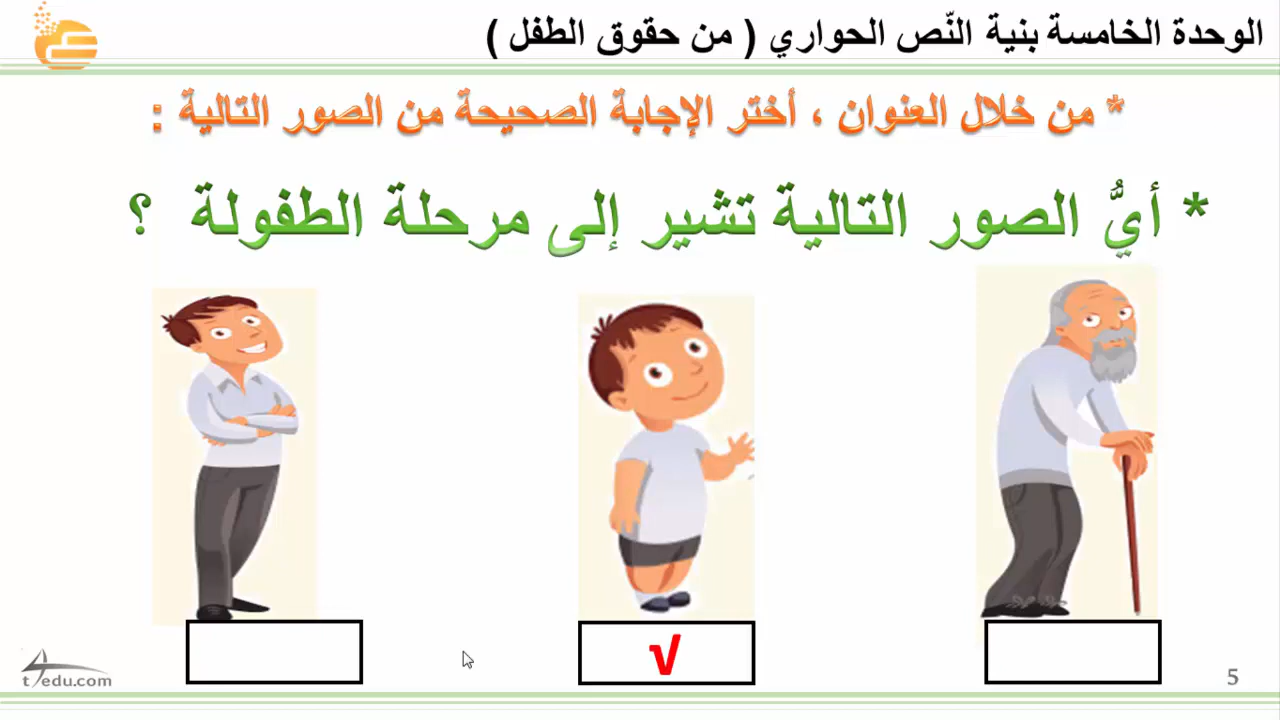 الوحدة الخامسة بنية النّص الحواري ( من حقوق الطفل )
* من خلال العنوان ، أختر الإجابة الصحيحة من الصور التالية :
* أيُّ الصور التالية تشير إلى مرحلة الطفولة ؟
√
t4edu.com
5